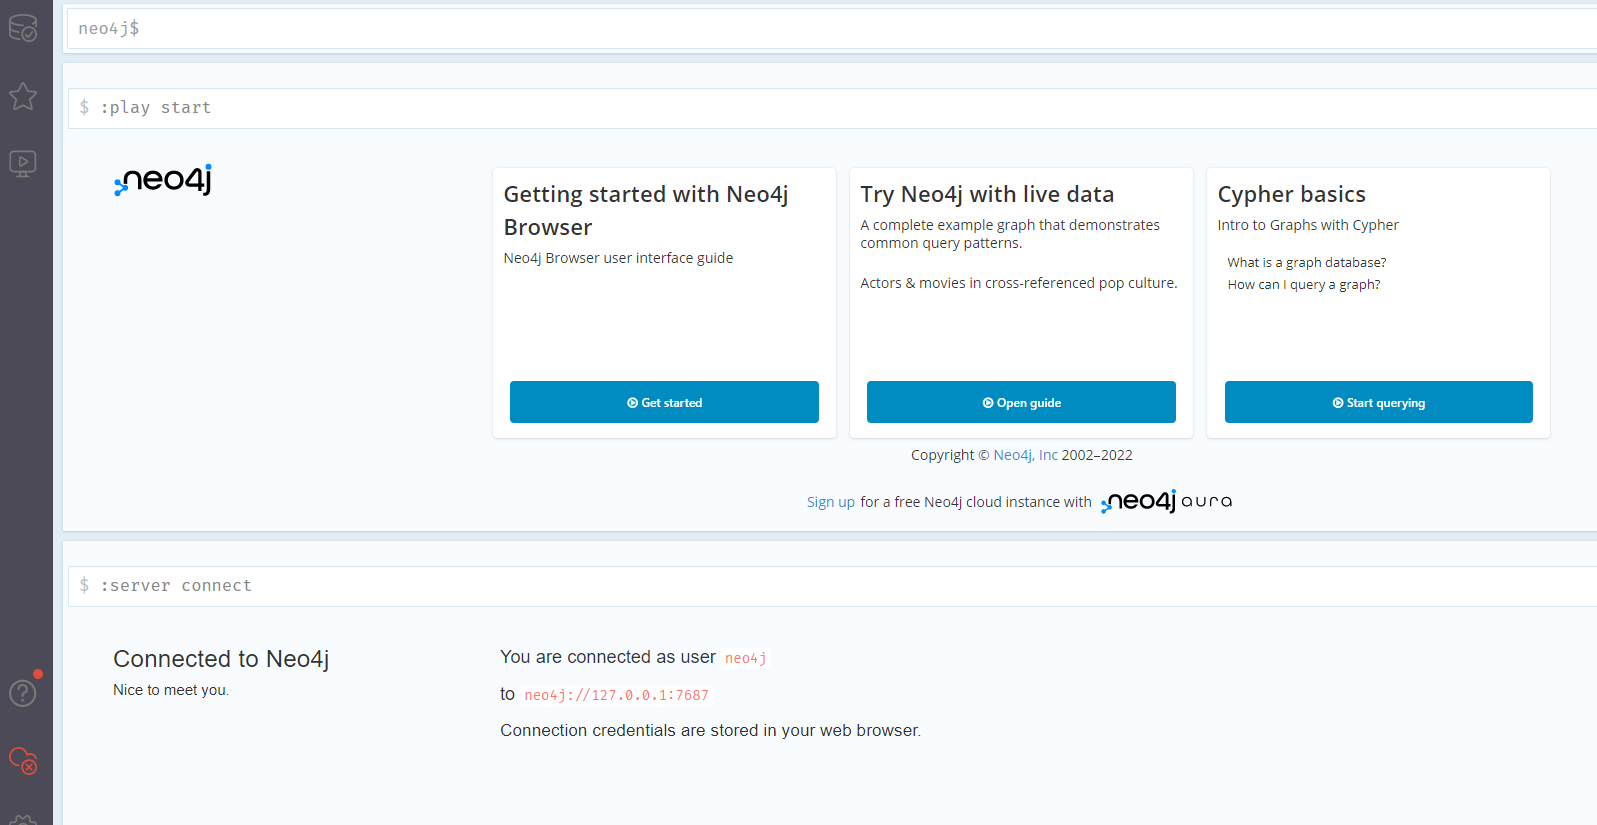 neo4j$
$ :play start
neo4j
Getting started with Neo4j
Browser
Neo4j Browser user interface guide
Get started
Try Neo4j with live data
A complete example graph that demonstrates
common query patterns.
Actors & movies in cross-referenced pop culture.
Open guide
Cypher basics
Intro to Graphs with Cypher
What is a graph database?
How can I query a graph?
Start querying
Copyright © Neo4j, Inc 2002–2022
Sign up for a free Neo4j cloud instance with neo4j aura
$ :server connect
Connected to Neo4j
Nice to meet you.
You are connected as user neo4j
to neo4j://127.0.0.1:7687
Connection credentials are stored in your web browser.